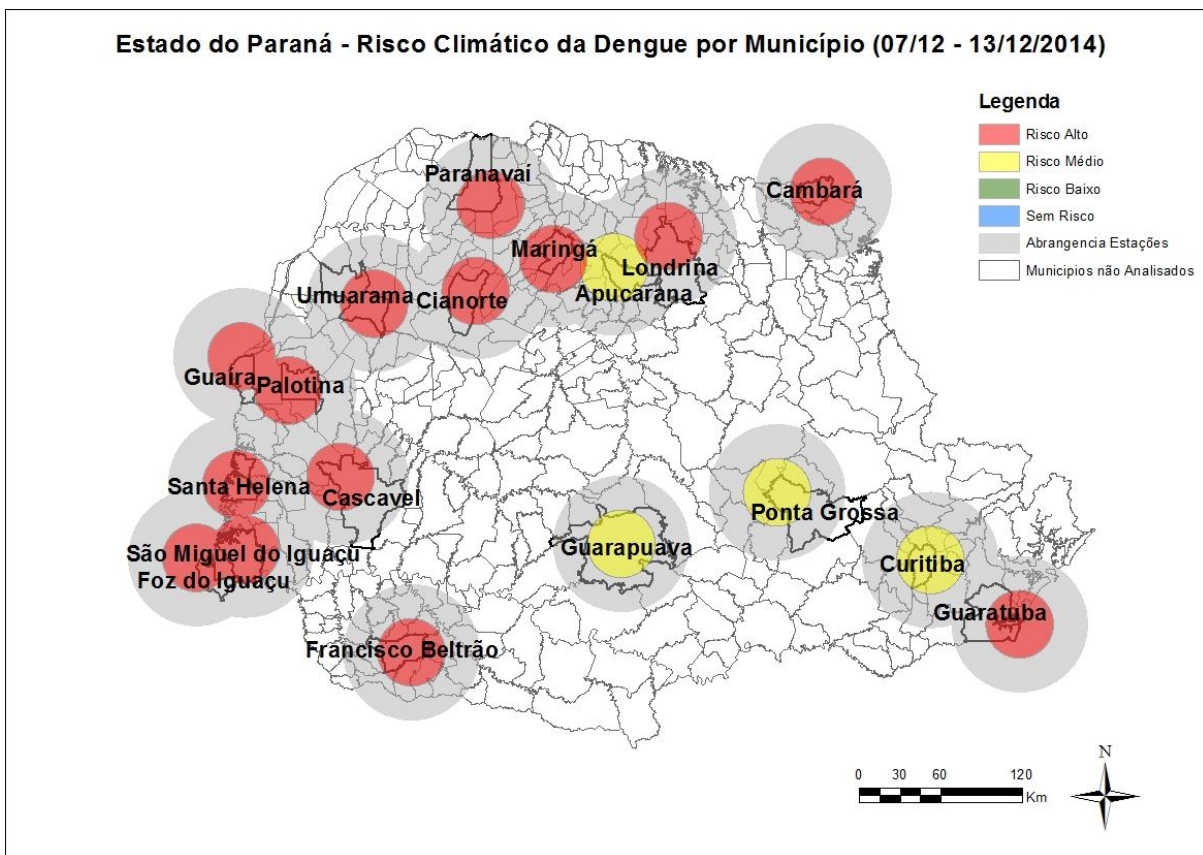 Estado do Paraná - Risco Climático da Dengue por Município (07/12 - 13/12/2014)
Legenda
Risco Alto
Risco Médio
Risco Baixo
Sem Risco
Abrangencia Estações
Municipios não Analisados
Paranavaí
Cambará
Maringá
Londrina
Apucarana
Umuarama
Cianorte
Guaíra
Palotina
Santa Helena
Cascavel
São Miguel do Iguaçu
Foz do Iguaçu
Francisco Beltrão
Guarapuava
Ponta Grossa
Curitiba
Guaratuba
0 30 60 120
Km
N